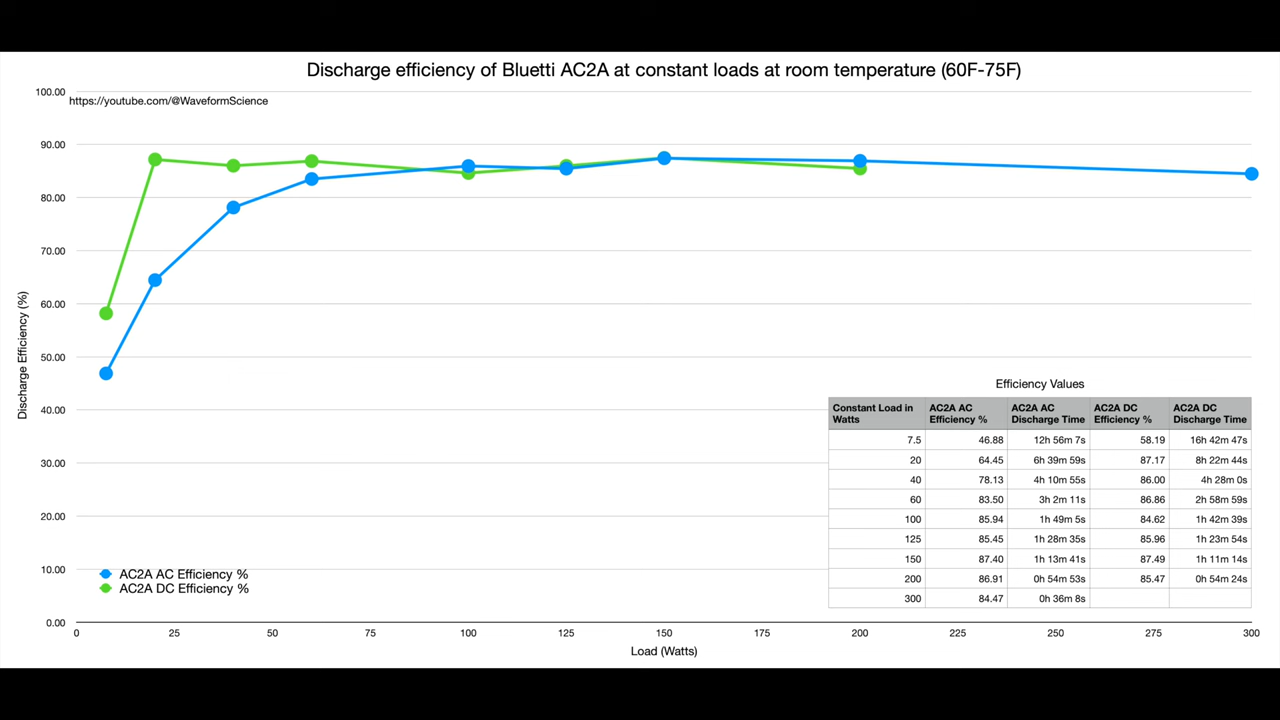 Discharge efficiency of Bluetti AC2A at constant loads at room temperature (60F-75F)
https://youtube.com/@WaveformScience
100.00
90.00
80.00
70.00
60.00
50.00
40.00
30.00
20.00
10.00
0.00
Discharge Efficiency (%)
0 25 50 75 100 125 150 175 200 225 250 275 300
Load (Watts)
AC2A AC Efficiency %
AC2A DC Efficiency %
Efficiency Values
Constant Load in Watts AC2A AC Efficiency % AC2A AC Discharge Time AC2A DC Efficiency % AC2A DC Discharge Time
7.5 46.88 12h 56m 7s 58.19 16h 42m 47s
20 64.45 6h 39m 59s 87.17 8h 22m 44s
40 78.13 4h 10m 55s 86.00 4h 28m 0s
60 83.50 3h 2m 11s 86.86 2h 58m 59s
100 85.94 1h 49m 5s 84.62 1h 42m 39s
125 85.45 1h 28m 35s 85.96 1h 23m 54s
150 87.40 1h 13m 41s 87.49 1h 11m 14s
200 86.91 0h 54m 53s 85.47 0h 54m 24s
300 84.47 0h 36m 8s